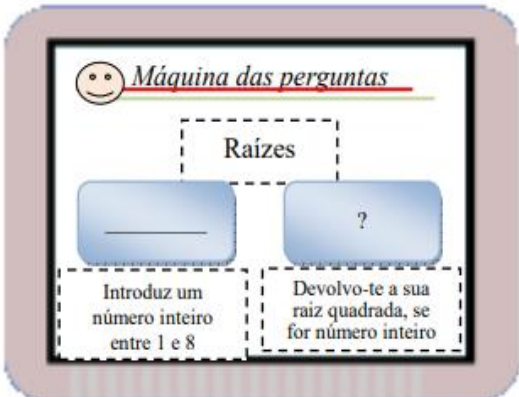 Máquina das perguntas
Raízes
?
Introduz um
número inteiro
entre 1 e 8
Devolvo-te a sua
raiz quadrada, se
for número inteiro